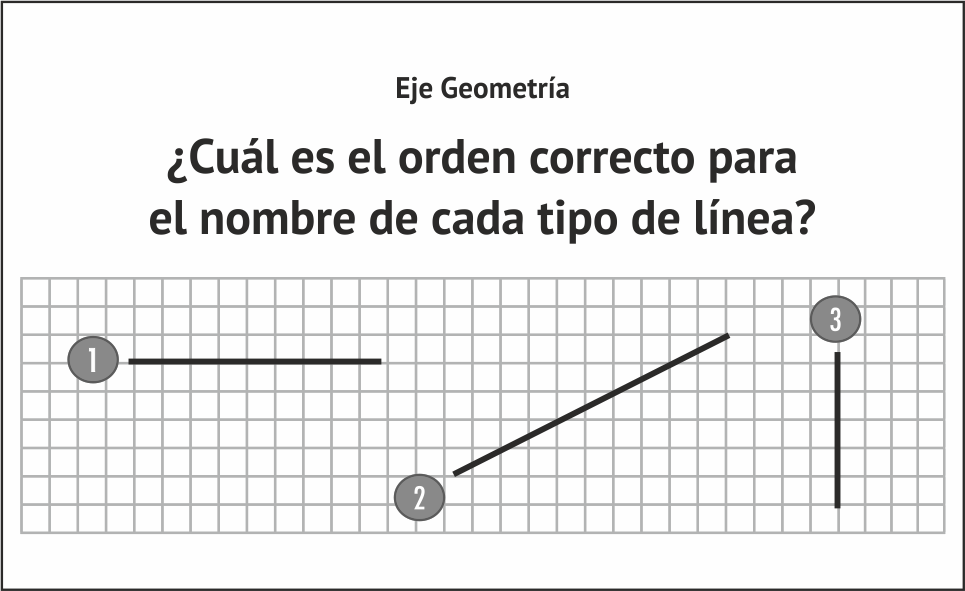 Eje Geometría
¿Cuál es el orden correcto para
el nombre de cada tipo de línea?
3
1
2